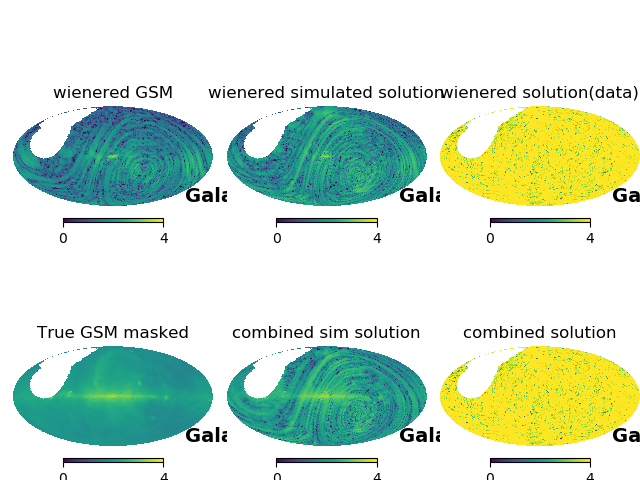 wienered GSM
wienered simulated solution
wienered solution(data)
Gala
Gala
Ga
0 4
0 4
0 4
True GSM masked
combined sim solution
combined solution
Gala
Gala
Ga
0 4
0 4
0 4